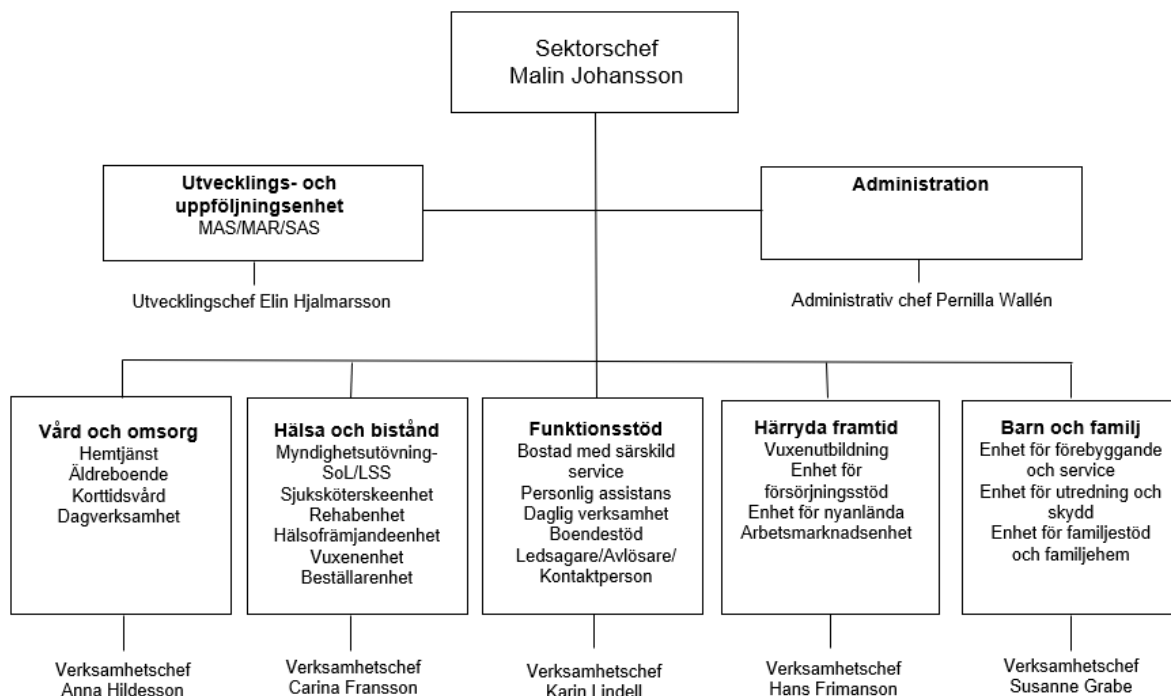 Sektorschef
Malin Johansson
Utvecklings- och
uppföljningsenhet
MAS/MAR/SAS
Administration
Utvecklingschef Elin Hjalmarsson
Administrativ chef Pernilla Wallén
Vård och omsorg
Hemtjänst
Äldreboende
Korttidsvård
Dagverksamhet
Hälsa och bistånd
Myndighetsutövning-
SoL/LSS
Sjuksköterskeenhet
Rehabenhet
Hälsofrämjandeenhet
Vuxenenhet
Beställarenhet
Funktionsstöd
Bostad med särskild
service
Personlig assistans
Daglig verksamhet
Boendestöd
Ledsagare/Avlösare/
Kontaktperson
Härryda framtid
Vuxenutbildning
Enhet för
försörjningsstöd
Enhet för nyanlända
Arbetsmarknadsenhet
Barn och familj
Enhet för förebyggande
och service
Enhet för utredning och
skydd
Enhet för familjestöd
och familjehem
Verksamhetschef
Anna Hildesson
Verksamhetschef
Carina Fransson
Verksamhetschef
Karin Lindell
Verksamhetschef
Hans Frimanson
Verksamhetschef
Susanne Grabe